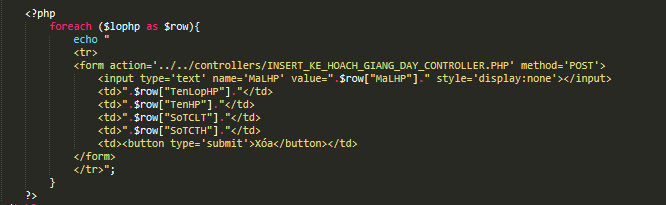 <?php
foreach ($lophp as $row){
echo "
<tr>
<form action='../../controllers/INSERT_KE_HOACH_GIANG_DAY_CONTROLLER.PHP' method='POST'>
<input type='text' name='MaLHP' value=".$row["MaLHP"]." style='display:none'></input>
<td>".$row["TenLopHP"]."</td>
<td>".$row["TenHP"]."</td>
<td>".$row["SoTCLT"]."</td>
<td>".$row["SoTCTH"]."</td>
<td><button type='submit'>Xóa</button></td>
</form>
</tr>";
}
?>